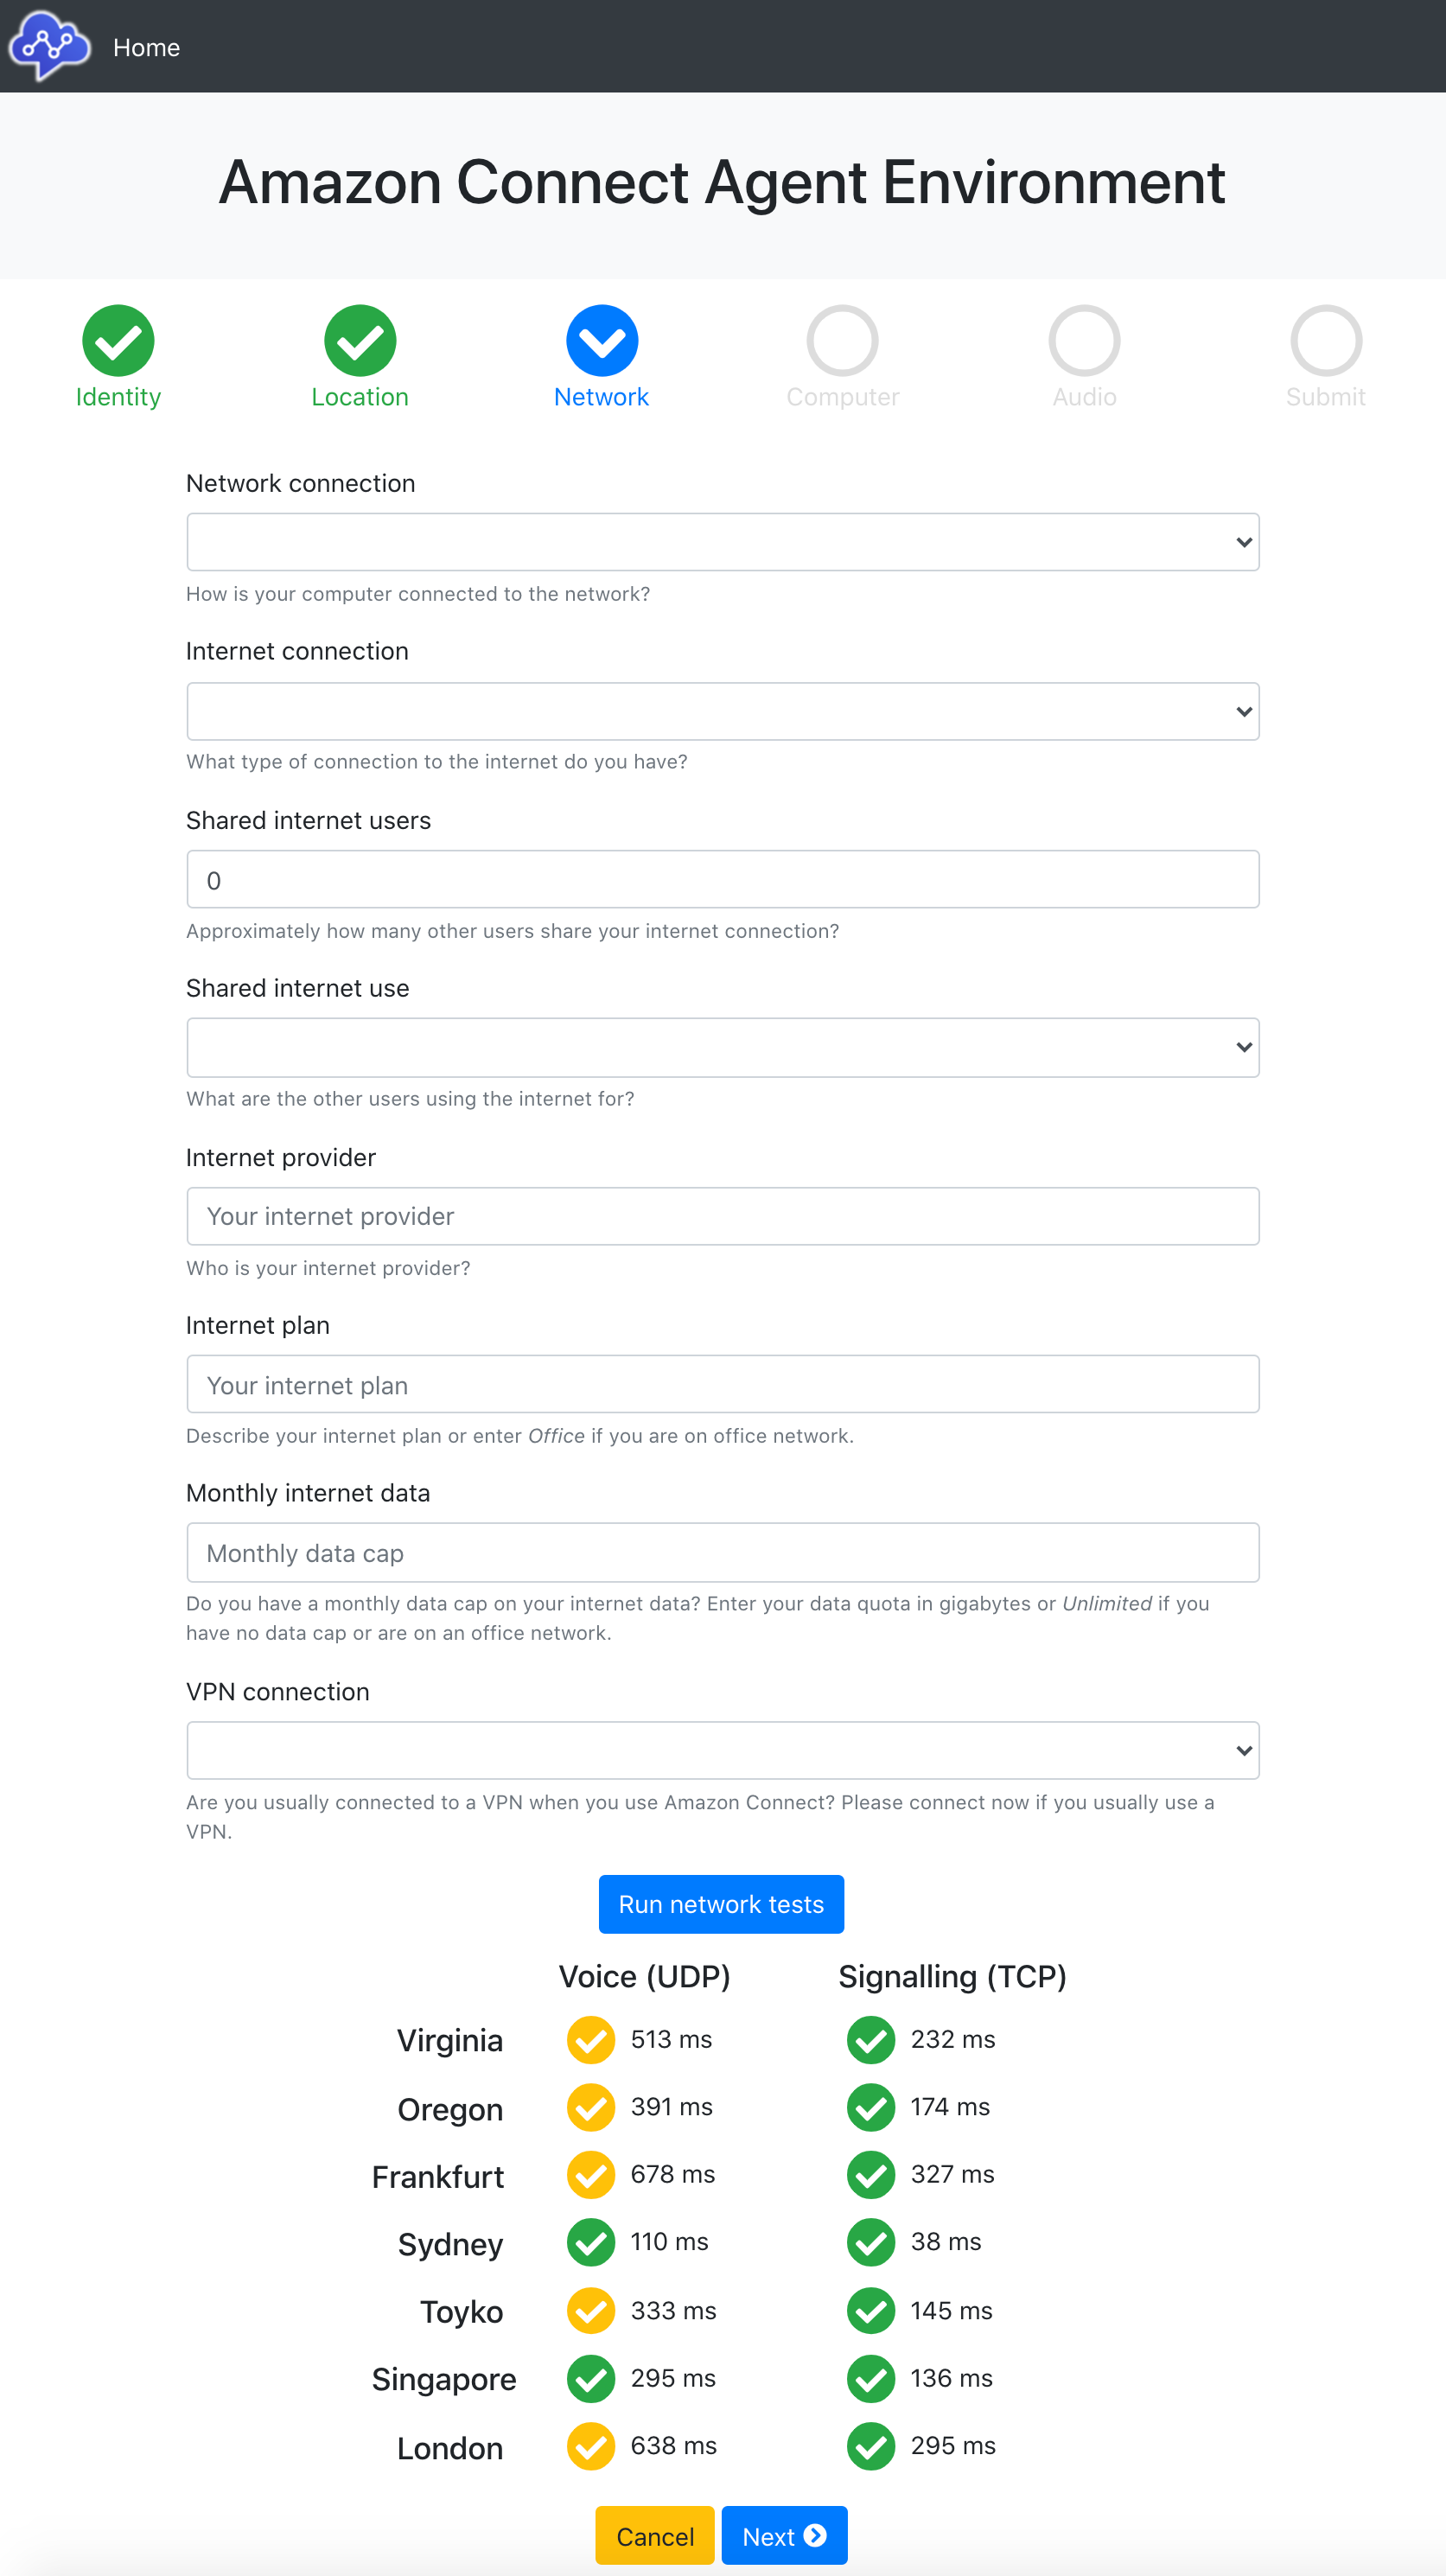 Home
Amazon Connect Agent Environment
Identity Location Network Computer Audio Submit
Network connection
How is your computer connected to the network?
Internet connection
What type of connection to the internet do you have?
Shared internet users
0
Approximately how many other users share your internet connection?
Shared internet use
What are the other users using the internet for?
Internet provider
Your internet provider
Who is your internet provider?
Internet plan
Your internet plan
Describe your internet plan or enter Office if you are on office network.
Monthly internet data
Monthly data cap
Do you have a monthly data cap on your internet data? Enter your data quota in gigabytes or Unlimited if you
have no data cap or are on an office network.
VPN connection
Are you usually connected to a VPN when you use Amazon Connect? Please connect now if you usually use a
VPN.
Run network tests
Voice (UDP) Signalling (TCP)
Virginia 513 ms 232 ms
Oregon 391 ms 174 ms
Frankfurt 678 ms 327 ms
Sydney 110 ms 38 ms
Toyko 333 ms 145 ms
Singapore 295 ms 136 ms
London 638 ms 295 ms
Cancel Next